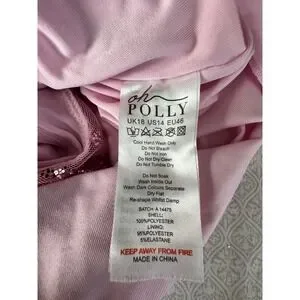 oh
POLLY
UK18 US14 EU46
Cool Hand Wash Only
Do Not Bleach
Do Not Iron
Do Not Dry Clean
Do Not Tumble Dry
Do Not Soak
Wash Inside Out
Wash Dark Colours Separate
Dry Flat
Re-shape Whilst Damp
BATCH: A 14475
SHELL:
100%POLYESTER
LINING:
95%POLYESTER
5%ELASTANE
KEEP AWAY FROM FIRE
MADE IN CHINA